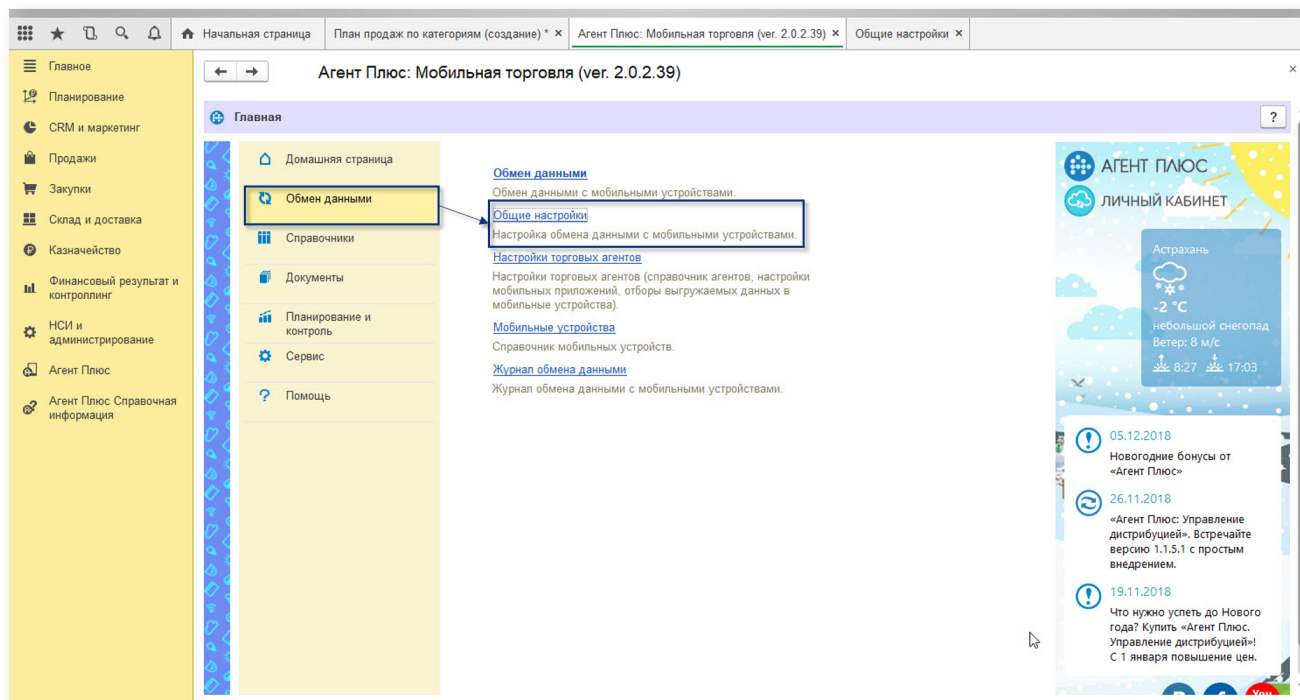 Начальная страница
План продаж по категориям (создание) * ×
Агент Плюс: Мобильная торговля (ver. 2.0.2.39) ×
Общие настройки ×
Главное
Планирование
CRM и маркетинг
Продажи
Закупки
Склад и доставка
Казначейство
Финансовый результат и
контроллинг
НСИ и
администрирование
Агент Плюс
Агент Плюс Справочная
информация
Агент Плюс: Мобильная торговля (ver. 2.0.2.39)
×
Главная
?
Домашняя страница
Обмен данными
Справочники
Документы
Планирование и
контроль
Сервис
? Помощь
Обмен данными
Обмен данными с мобильными устройствами.
Общие настройки
Настройка обмена данными с мобильными устройствами.
Настройки торговых агентов
Настройки торговых агентов (справочник агентов, настройки
мобильных приложений, отборы выгружаемых данных в
мобильные устройства).
Мобильные устройства
Справочник мобильных устройств.
Журнал обмена данными
Журнал обмена данными с мобильными устройствами.
АГЕНТ ПЛЮС
ЛИЧНЫЙ КАБИНЕТ
Астрахань
-2 °C
небольшой снегопад
Ветер: 8 м/с
8:27 17:03
05.12.2018
Новогодние бонусы от
«Агент Плюс»
26.11.2018
«Агент Плюс: Управление
дистрибуцией». Встречайте
версию 1.1.5.1 с простым
внедрением.
19.11.2018
Что нужно успеть до Нового
года? Купить «Агент Плюс.
Управление дистрибуцией»!
С 1 января повышение цен.
You